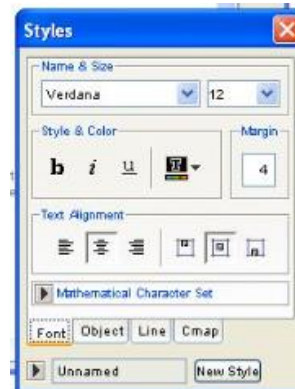 Styles
Name & Size
Verdana 12
Style & Color Margin
b i u T 4
Text Alignment
Mathematical Character Set
Font Object Line Cmap
Unnamed New Style